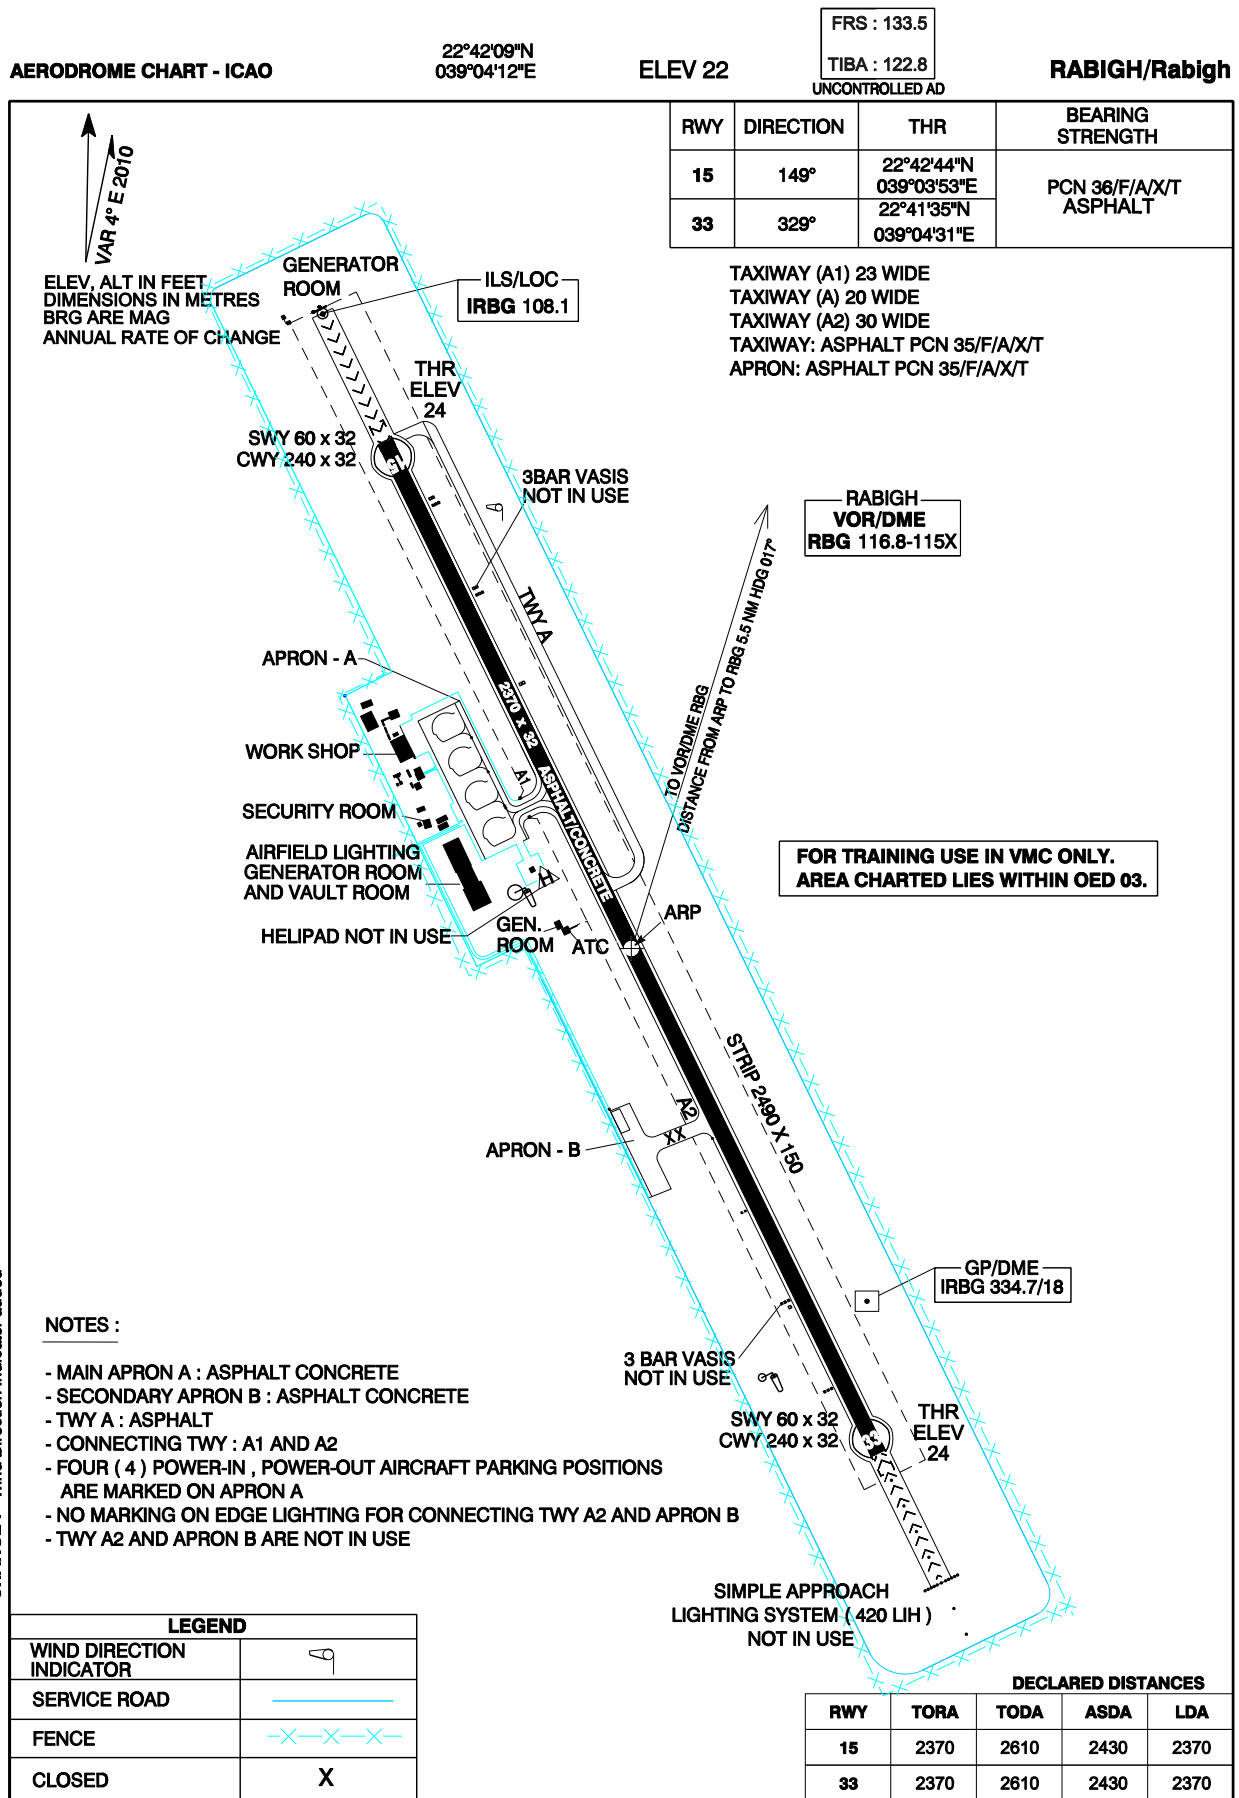 AERODROME CHART - ICAO
22°42'09"N
039°04'12"E
ELEV 22
FRS : 133.5
TIBA : 122.8
UNCONTROLLED AD
RABIGH/Rabigh
RWY DIRECTION THR BEARING STRENGTH
15 149° 22°42'44"N 039°03'53"E PCN 36/F/A/X/T ASPHALT
33 329° 22°41'35"N 039°04'31"E
VAR 4° E 2010
ELEV, ALT IN FEET
DIMENSIONS IN METRES
BRG ARE MAG
ANNUAL RATE OF CHANGE
TAXIWAY (A1) 23 WIDE
TAXIWAY (A) 20 WIDE
TAXIWAY (A2) 30 WIDE
TAXIWAY: ASPHALT PCN 35/F/A/X/T
APRON: ASPHALT PCN 35/F/A/X/T
GENERATOR
ROOM
ILS/LOC
IRBG 108.1
THR
ELEV
24
SWY 60 x 32
CWY 240 x 32
15
3BAR VASIS
NOT IN USE
RABIGH
VOR/DME
RBG 116.8-115X
TWY A
TO VOR/DME RBG
DISTANCE FROM ARP TO RBG 5.5 NM HDG 017°
APRON - A
2370 x 32 ASPHALT/CONCRETE
A1
WORK SHOP
SECURITY ROOM
AIRFIELD LIGHTING
GENERATOR ROOM
AND VAULT ROOM
H
HELIPAD NOT IN USE
GEN.
ROOM
ATC
ARP
FOR TRAINING USE IN VMC ONLY.
AREA CHARTED LIES WITHIN OED 03.
STRIP 2490 X 150
A2
XX
APRON - B
GP/DME
IRBG 334.7/18
3 BAR VASIS
NOT IN USE
SWY 60 x 32
CWY 240 x 32
33
THR
ELEV
24
SIMPLE APPROACH
LIGHTING SYSTEM ( 420 LIH )
NOT IN USE
NOTES :
- MAIN APRON A : ASPHALT CONCRETE
- SECONDARY APRON B : ASPHALT CONCRETE
- TWY A : ASPHALT
- CONNECTING TWY : A1 AND A2
- FOUR ( 4 ) POWER-IN , POWER-OUT AIRCRAFT PARKING POSITIONS
ARE MARKED ON APRON A
- NO MARKING ON EDGE LIGHTING FOR CONNECTING TWY A2 AND APRON B
- TWY A2 AND APRON B ARE NOT IN USE
LEGEND
WIND DIRECTION
INDICATOR
SERVICE ROAD
FENCE
CLOSED X
DECLARED DISTANCES
RWY TORA TODA ASDA LDA
15 2370 2610 2430 2370
33 2370 2610 2430 2370